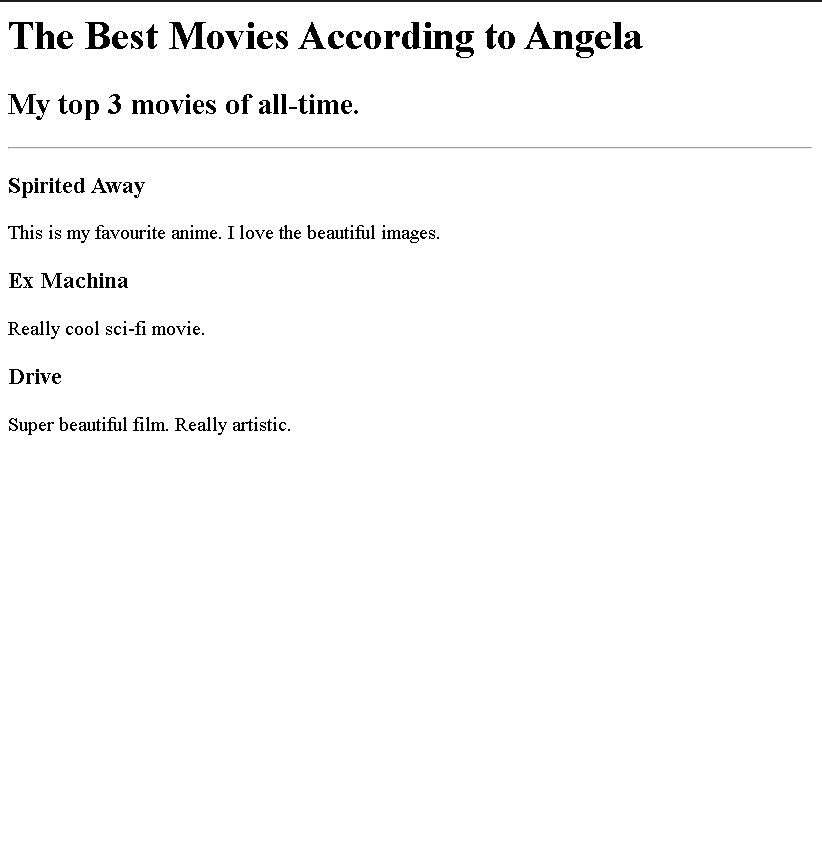 The Best Movies According to Angela
My top 3 movies of all-time.
Spirited Away
This is my favourite anime. I love the beautiful images.
Ex Machina
Really cool sci-fi movie.
Drive
Super beautiful film. Really artistic.